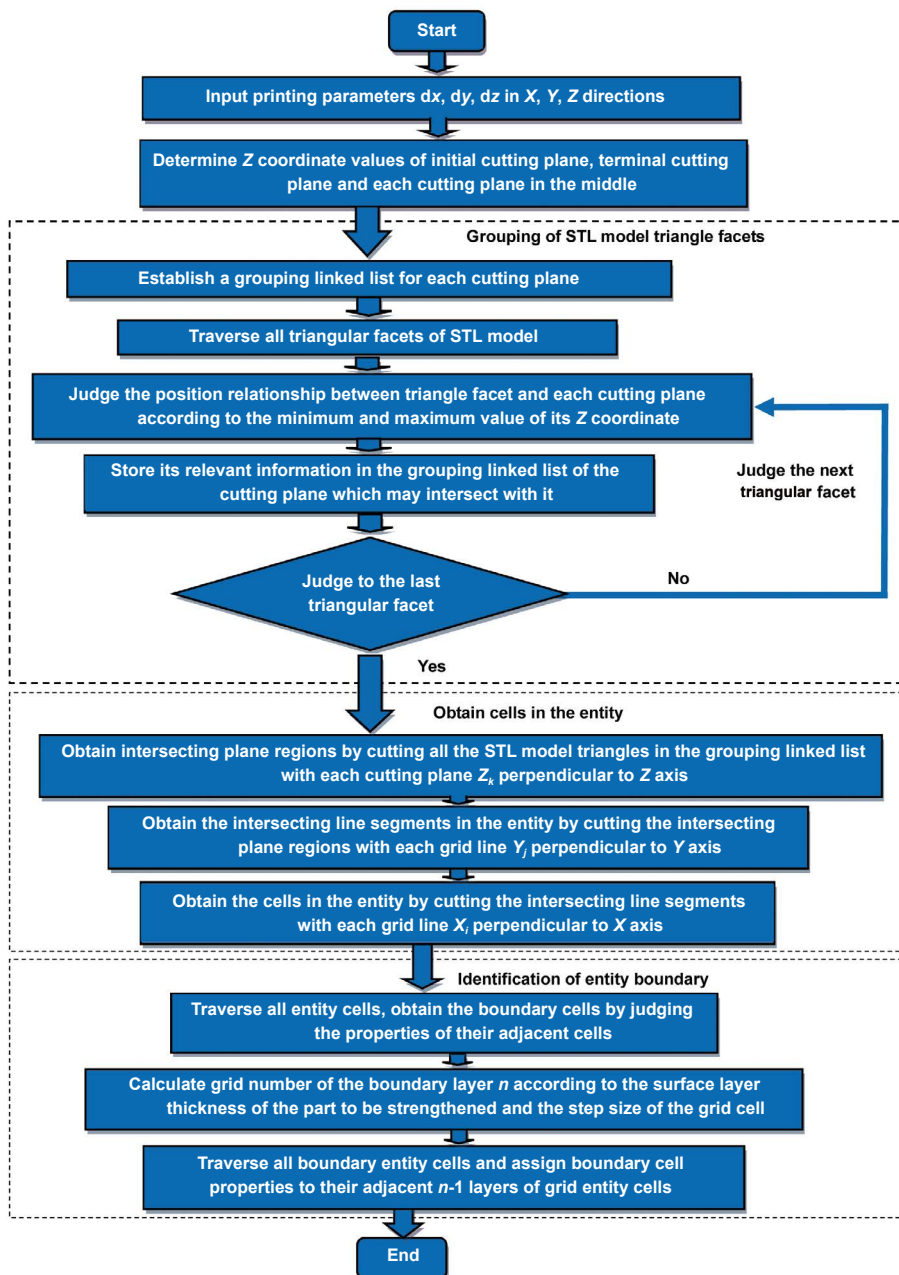 Start
Input printing parameters dx, dy, dz in X, Y, Z directions
Determine Z coordinate values of initial cutting plane, terminal cutting
plane and each cutting plane in the middle
Grouping of STL model triangle facets
Establish a grouping linked list for each cutting plane
Traverse all triangular facets of STL model
Judge the position relationship between triangle facet and each cutting plane
according to the minimum and maximum value of its Z coordinate
Store its relevant information in the grouping linked list of the
cutting plane which may intersect with it
Judge the next
triangular facet
Judge to the last
triangular facet
No
Yes
Obtain cells in the entity
Obtain intersecting plane regions by cutting all the STL model triangles in the grouping linked list
with each cutting plane Zk perpendicular to Z axis
Obtain the intersecting line segments in the entity by cutting the intersecting
plane regions with each grid line Yj perpendicular to Y axis
Obtain the cells in the entity by cutting the intersecting line segments
with each grid line Xi perpendicular to X axis
Identification of entity boundary
Traverse all entity cells, obtain the boundary cells by judging
the properties of their adjacent cells
Calculate grid number of the boundary layer n according to the surface layer
thickness of the part to be strengthened and the step size of the grid cell
Traverse all boundary entity cells and assign boundary cell
properties to their adjacent n-1 layers of grid entity cells
End